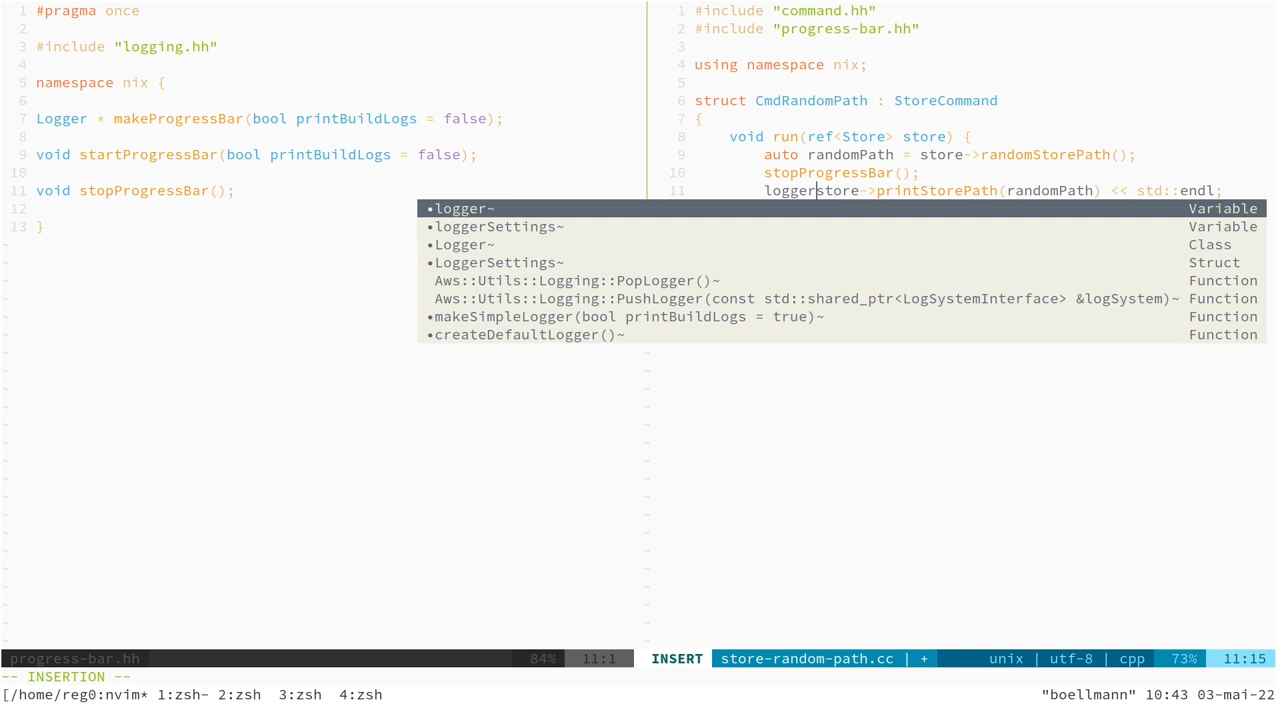 1 #pragma once
2
3 #include "logging.hh"
4
5 namespace nix {
6
7 Logger * makeProgressBar(bool printBuildLogs = false);
8
9 void startProgressBar(bool printBuildLogs = false);
10
11 void stopProgressBar();
12
13 }
~
progress-bar.hh 84% 11:1
1 #include "command.hh"
2 #include "progress-bar.hh"
3
4 using namespace nix;
5
6 struct CmdRandomPath : StoreCommand
7 {
8 void run(ref<Store> store) {
9 auto randomPath = store->randomStorePath();
10 stopProgressBar();
11 loggerstore->printStorePath(randomPath) << std::endl;
•logger~ Variable
•loggerSettings~ Variable
•Logger~ Class
•LoggerSettings~ Struct
Aws::Utils::Logging::PopLogger()~ Function
Aws::Utils::Logging::PushLogger(const std::shared_ptr<LogSystemInterface> &logSystem)~ Function
•makeSimpleLogger(bool printBuildLogs = true)~ Function
•createDefaultLogger()~ Function
INSERT store-random-path.cc | + unix | utf-8 | cpp 73% 11:15
-- INSERTION --
[/home/reg0:nvim* 1:zsh- 2:zsh 3:zsh 4:zsh "boellmann" 10:43 03-mai-22